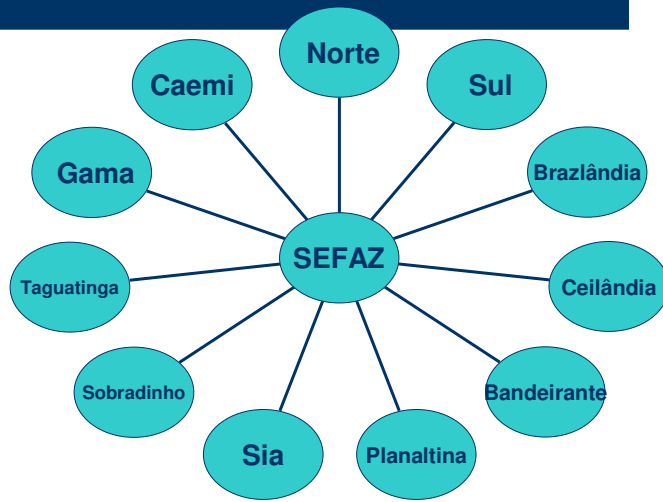 Norte
Caemi
Sul
Gama
Brazlândia
SEFAZ
Taguatinga
Ceilândia
Sobradinho
Bandeirante
Sia
Planaltina